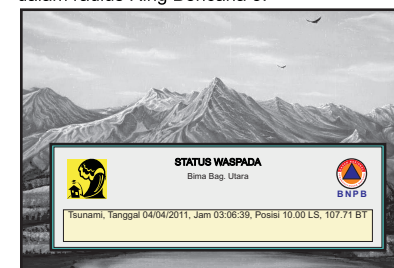 STATUS WASPADA
Bima Bag. Utara
BNPB
Tsunami, Tanggal 04/04/2011, Jam 03:06:39, Posisi 10.00 LS, 107.71 BT